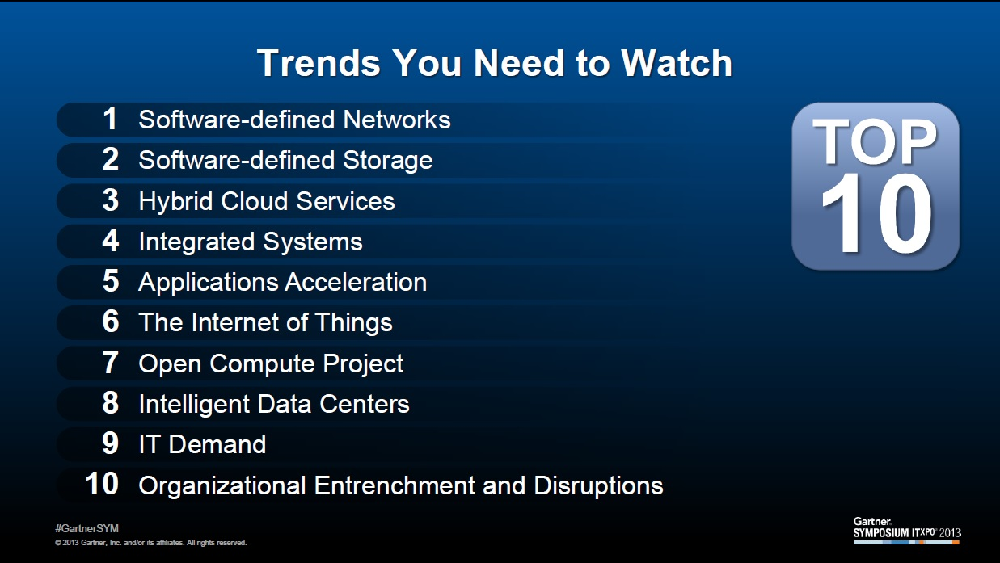 Trends You Need to Watch
1 Software-defined Networks
2 Software-defined Storage
3 Hybrid Cloud Services
4 Integrated Systems
5 Applications Acceleration
6 The Internet of Things
7 Open Compute Project
8 Intelligent Data Centers
9 IT Demand
10 Organizational Entrenchment and Disruptions
TOP
10
#GartnerSYM
© 2013 Gartner, Inc. and/or its affiliates. All rights reserved.
Gartner
SYMPOSIUM ITXPO 2013